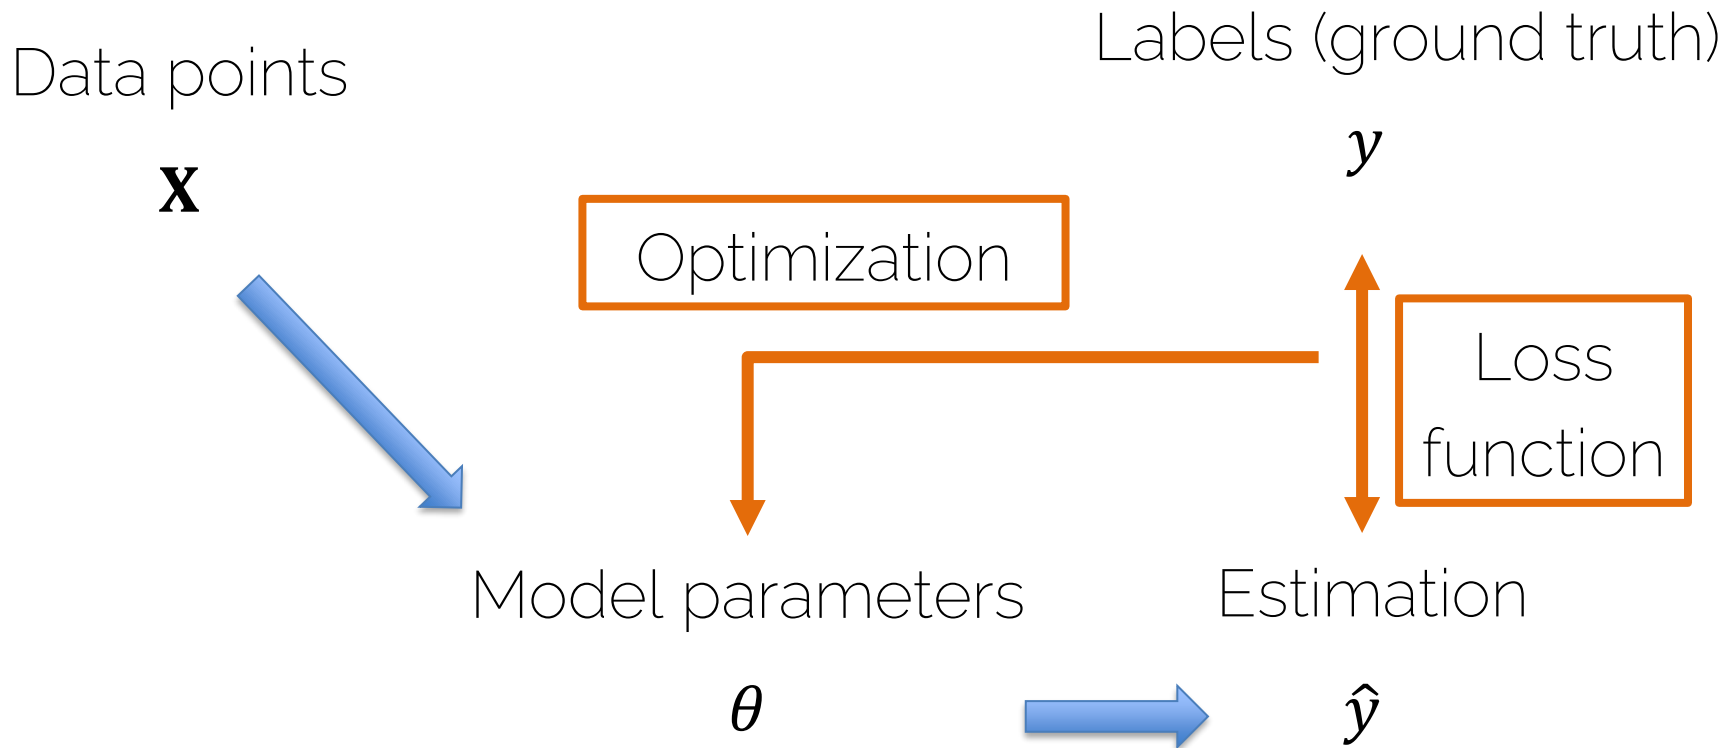 Data points
x
Labels (ground truth)
y
Optimization
Loss
function
Model parameters
θ
Estimation
ŷ